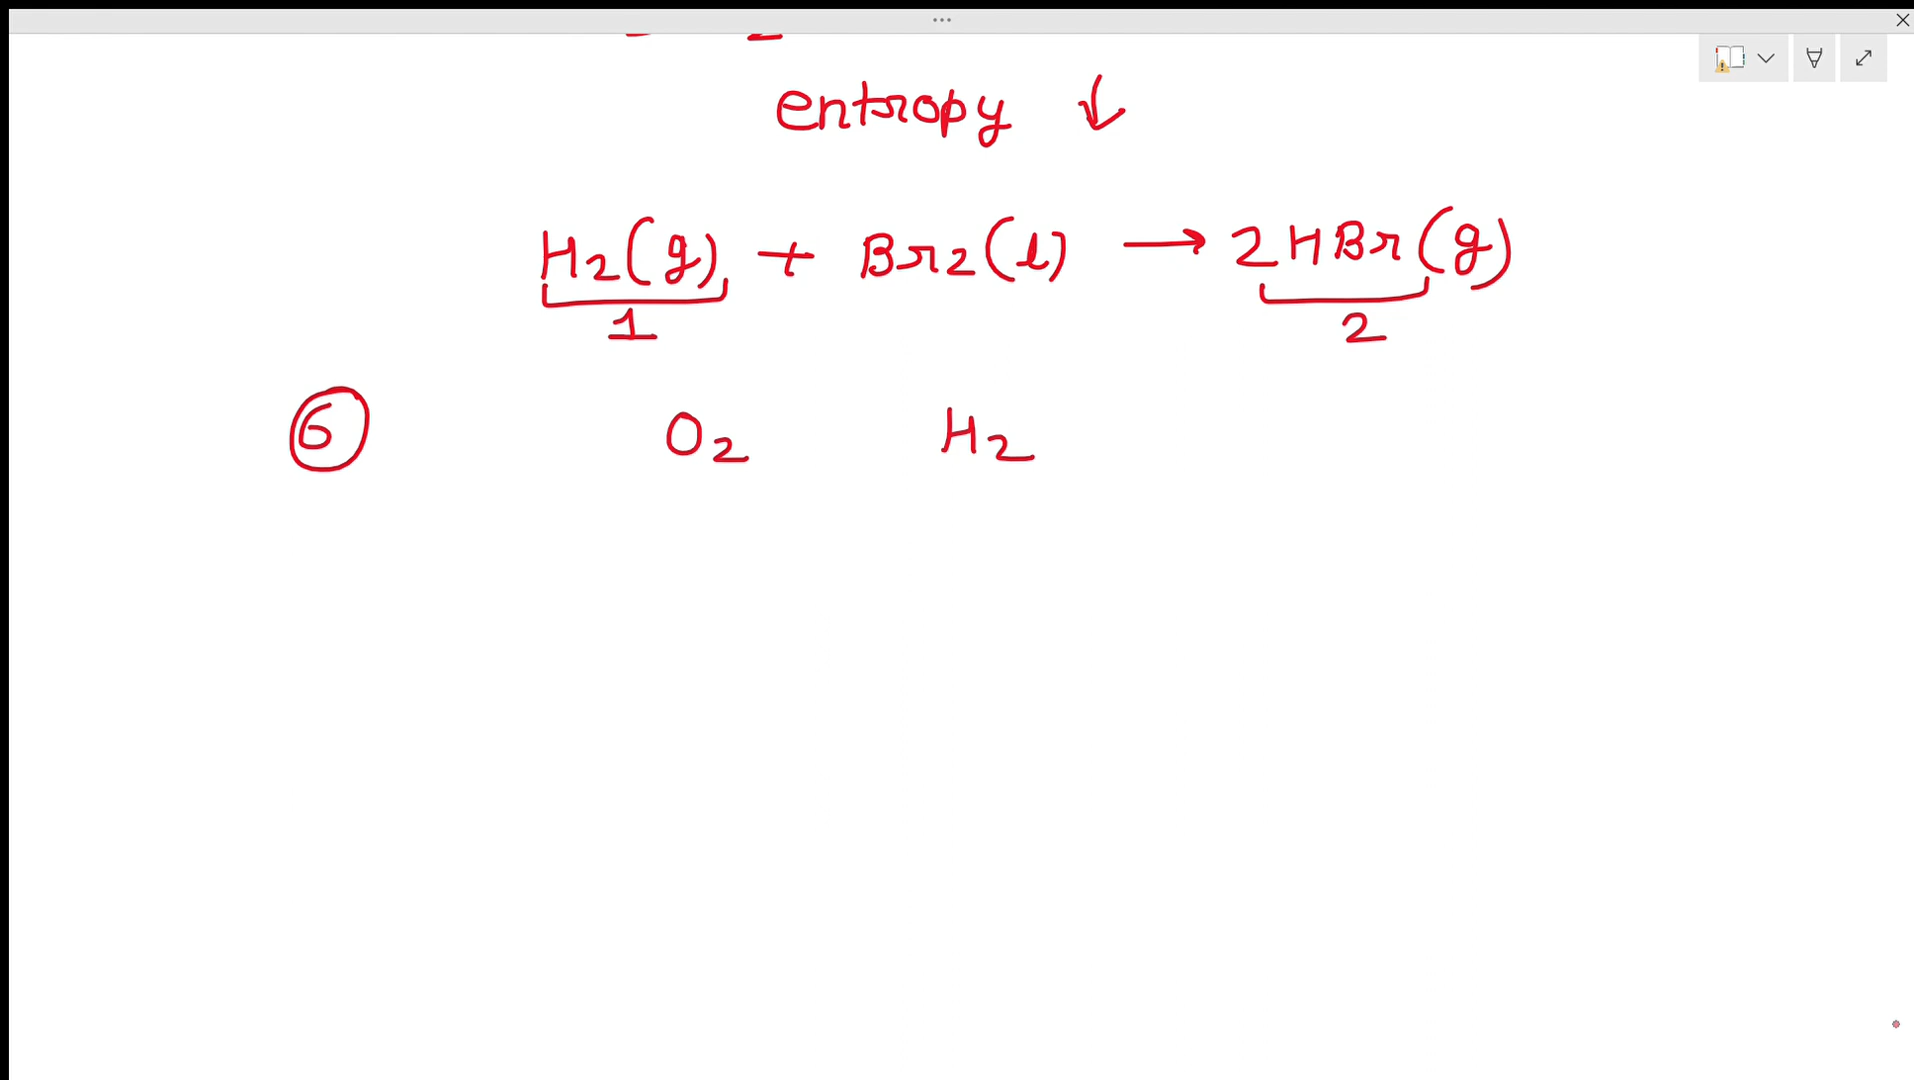 entropy ↓
H2(g) + Br2(l) → 2HBr(g)
1 2
6 O2 H2